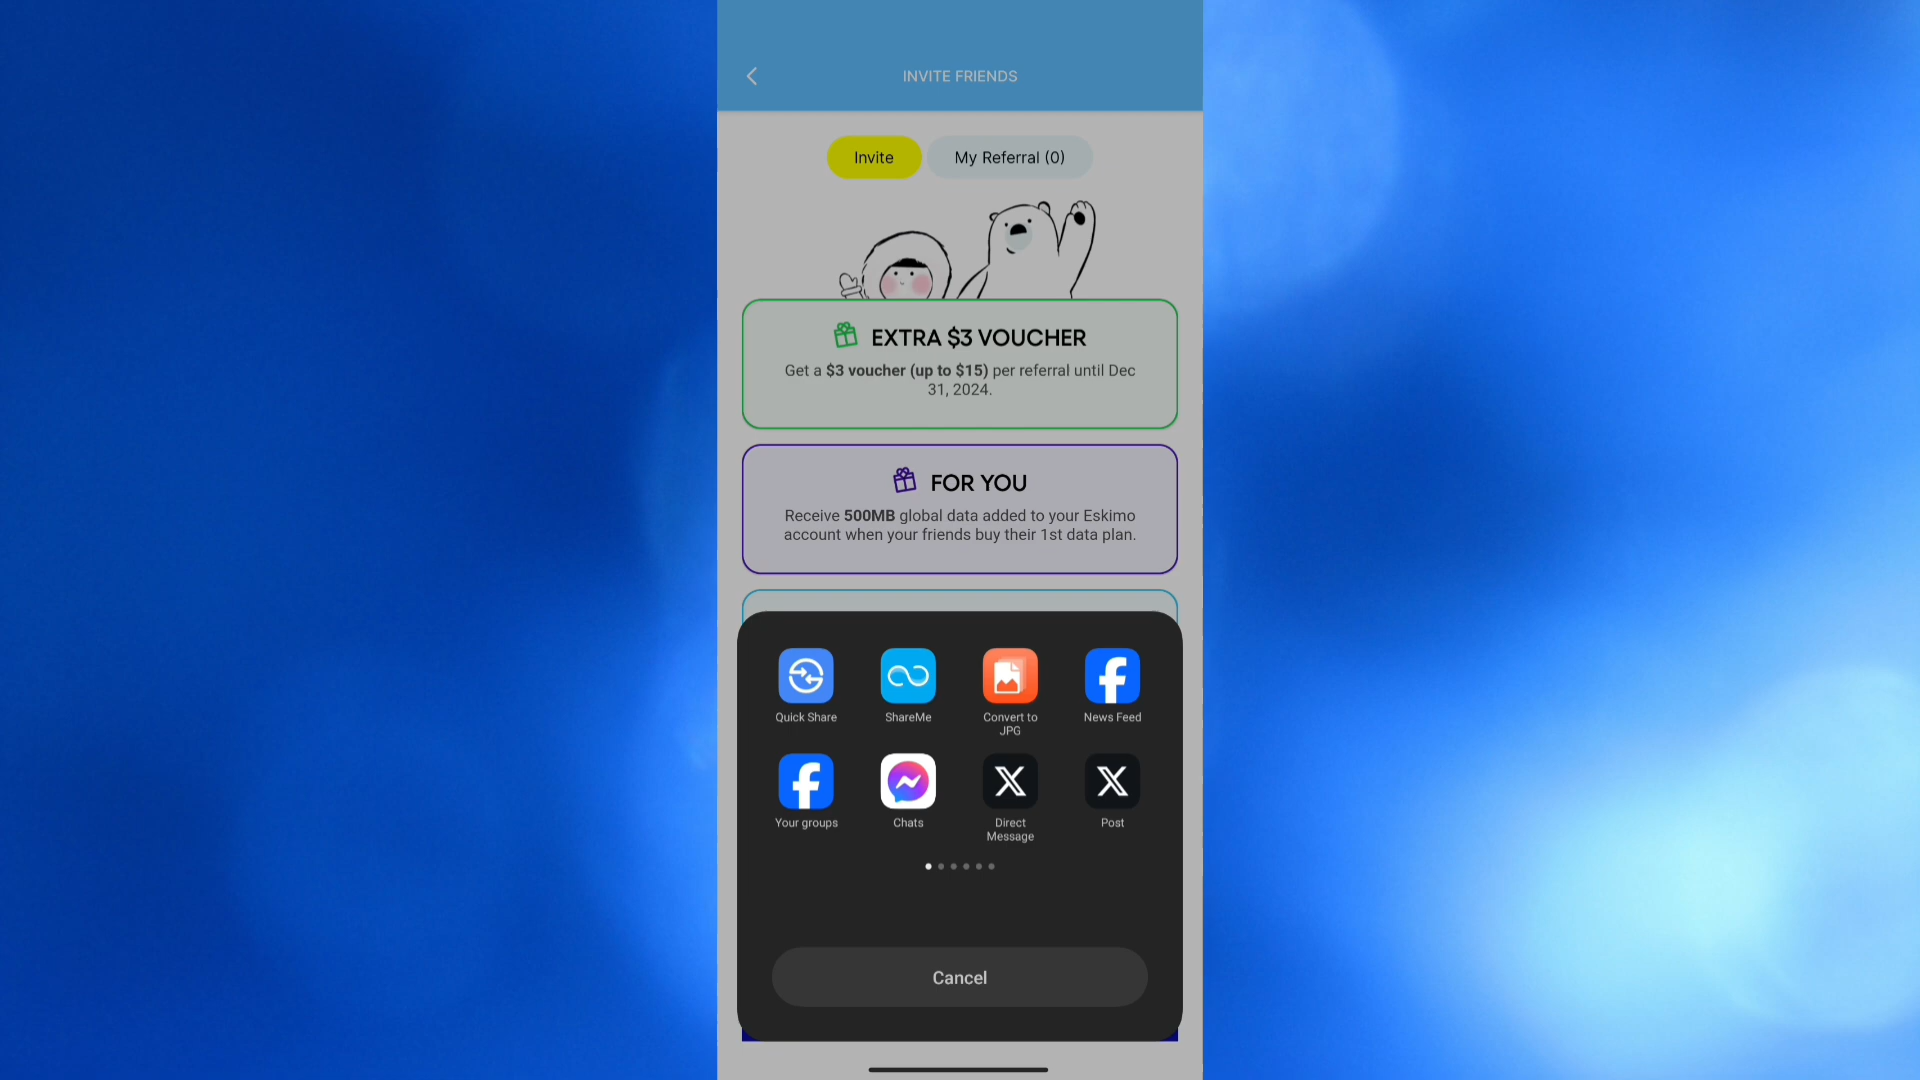 INVITE FRIENDS
Invite
My Referral (0)
EXTRA $3 VOUCHER
Get a $3 voucher (up to $15) per referral until Dec
31, 2024.
FOR YOU
Receive 500MB global data added to your Eskimo
account when your friends buy their 1st data plan.
Quick Share
ShareMe
Convert to
JPG
News Feed
Your groups
Chats
Direct
Message
Post
Cancel